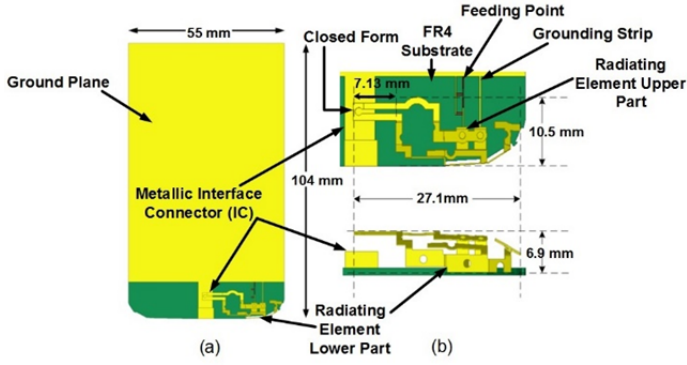 55 mm
Ground Plane
Metallic Interface
Connector (IC)
104 mm
(a)
Closed Form
FR4
Substrate
Feeding Point
Grounding Strip
Radiating
Element Upper
Part
7.13 mm
10.5 mm
27.1mm
6.9 mm
Radiating
Element
Lower Part
(b)